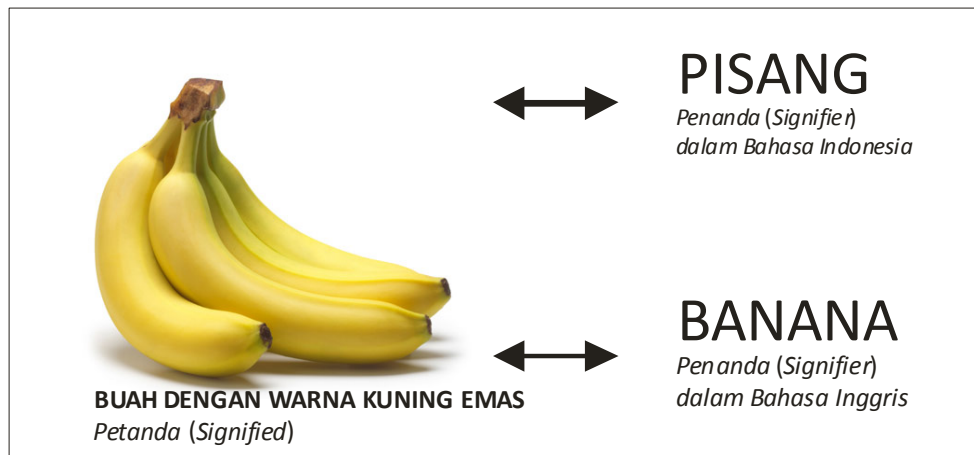 PISANG
Penanda (Signifier)
dalam Bahasa Indonesia
BANANA
Penanda (Signifier)
dalam Bahasa Inggris
BUAH DENGAN WARNA KUNING EMAS
Petanda (Signified)